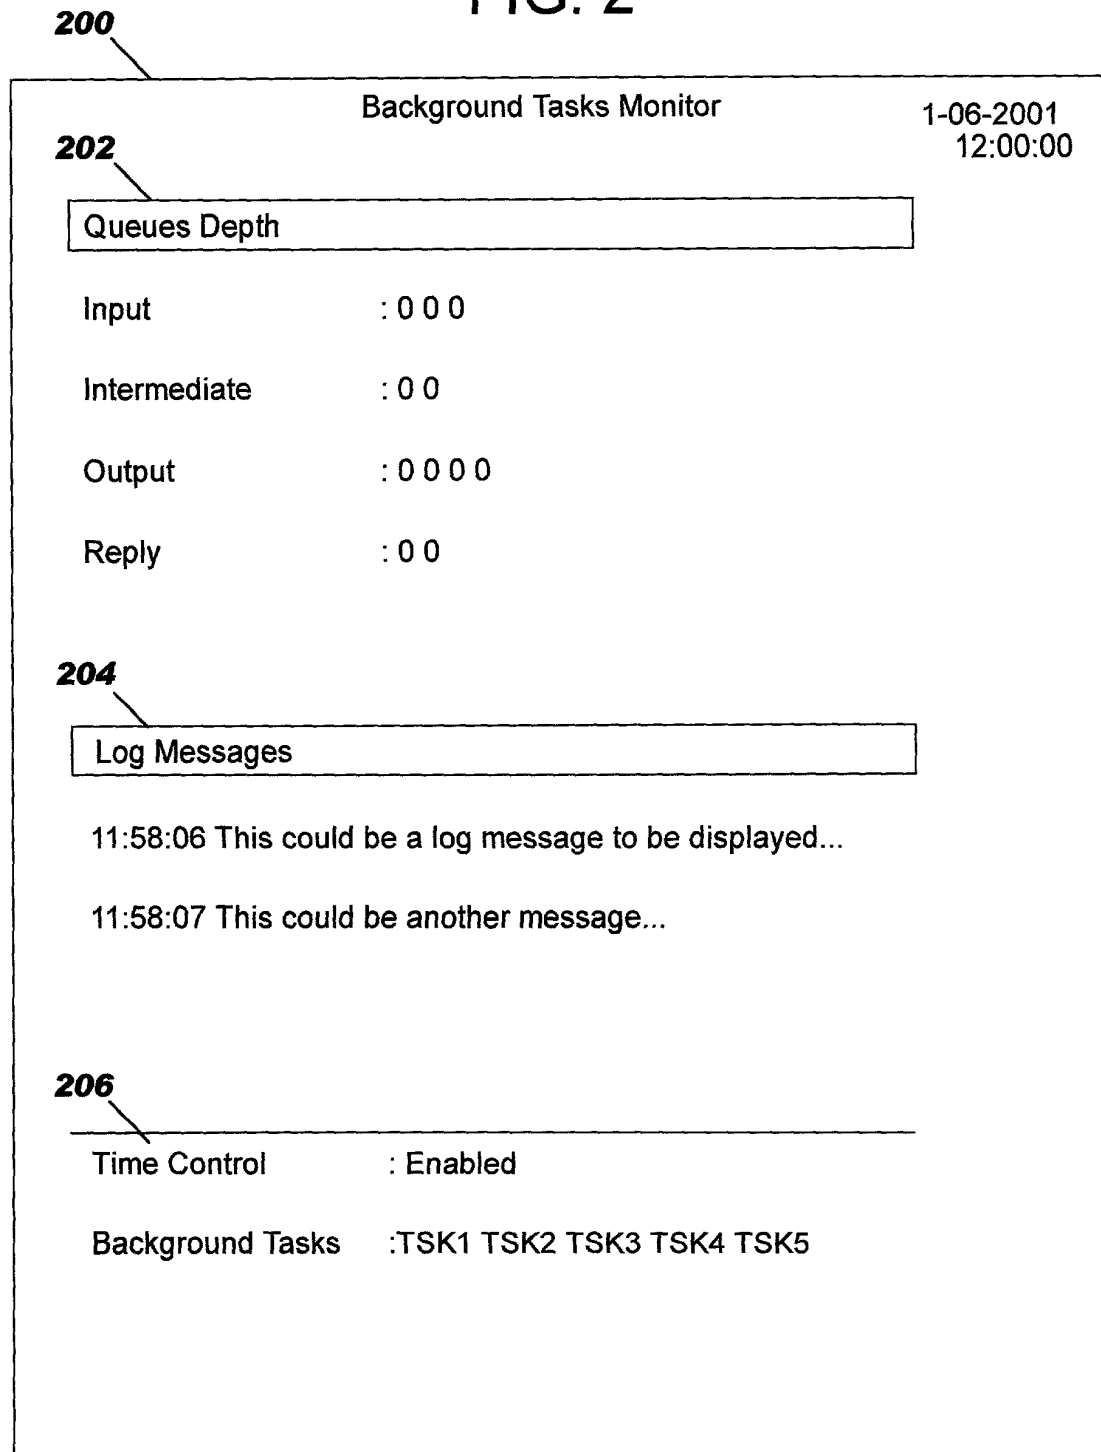 FIG. 2
200
Background Tasks Monitor
1-06-2001
12:00:00
202
Queues Depth
Input : 0 0 0
Intermediate : 0 0
Output : 0 0 0 0
Reply : 0 0
204
Log Messages
11:58:06 This could be a log message to be displayed...
11:58:07 This could be another message...
206
Time Control : Enabled
Background Tasks :TSK1 TSK2 TSK3 TSK4 TSK5